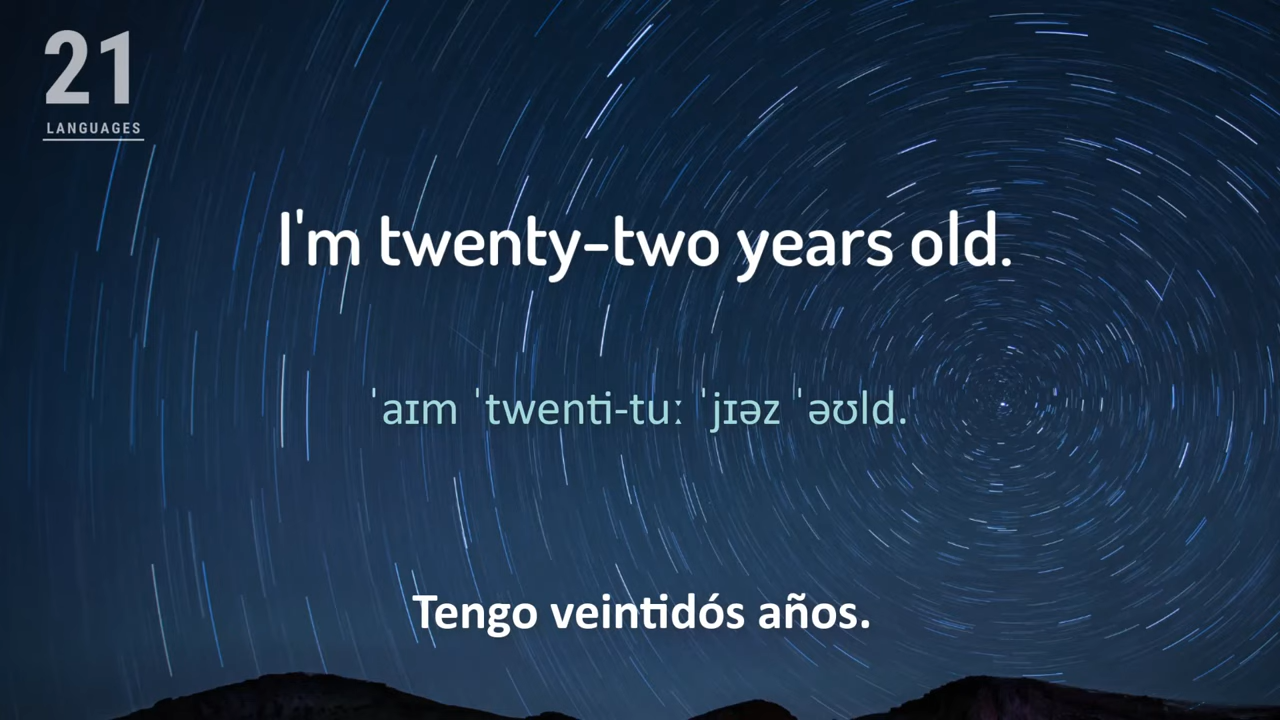 21
LANGUAGES
I'm twenty-two years old.
ˈaɪm ˈtwenti-tuː ˈjɪəz ˈəʊld.
Tengo veintidós años.